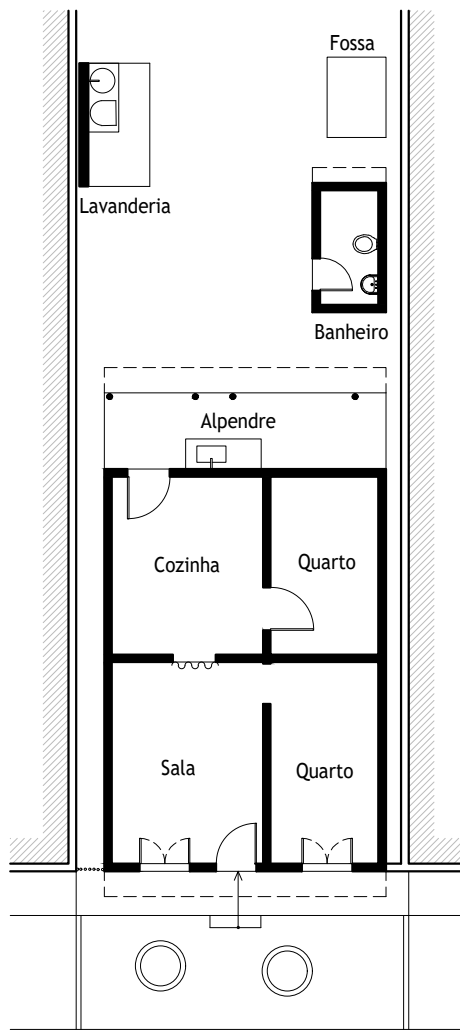 Fossa
Lavanderia
Banheiro
Alpendre
Cozinha
Quarto
Sala
Quarto